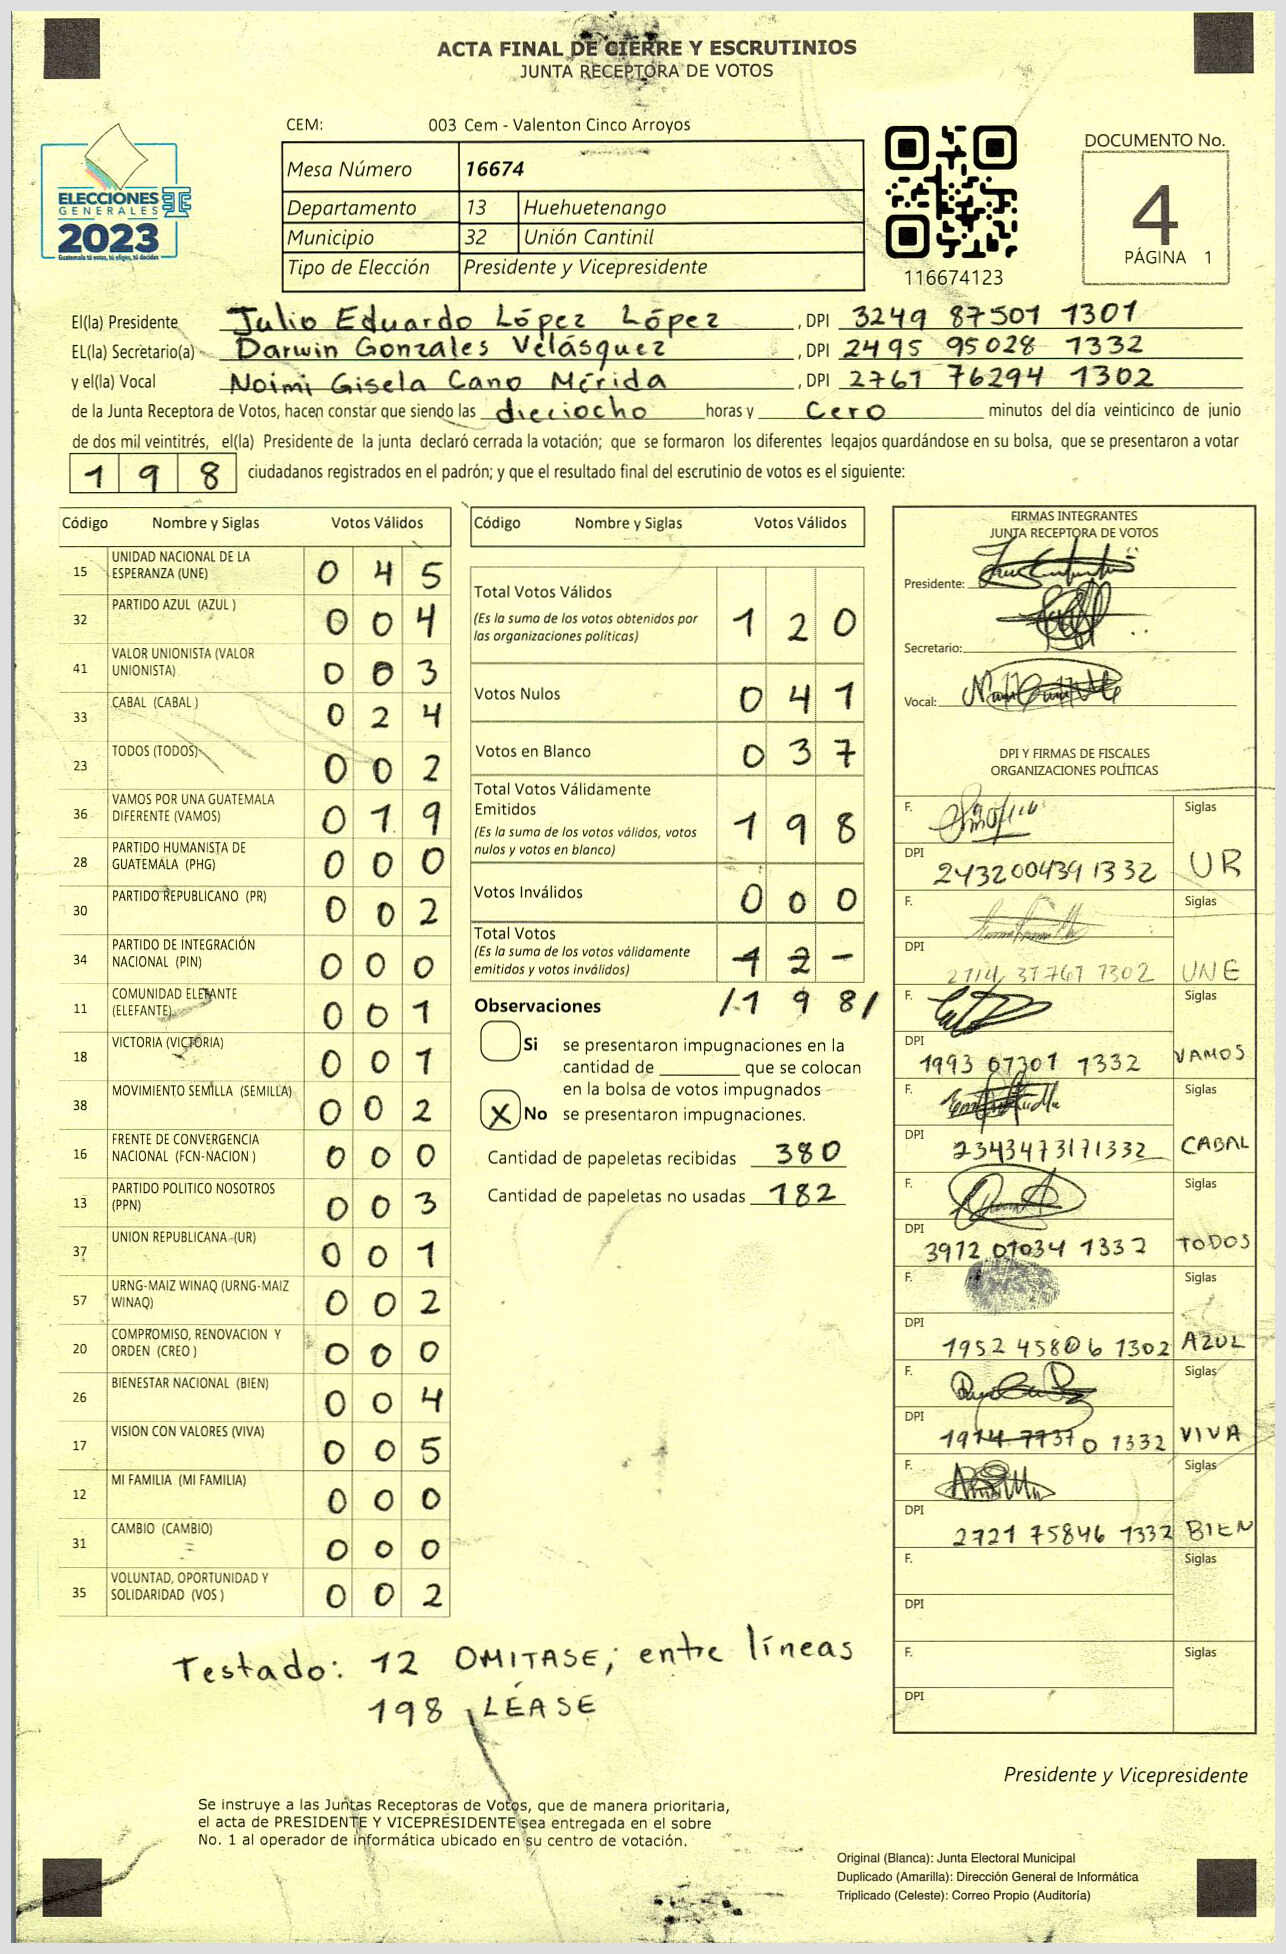 ACTA FINAL DE CIERRE Y ESCRUTINIOS
JUNTA RECEPTORA DE VOTOS
CEM: 003 Cem - Valenton Cinco Arroyos
Mesa Número 16674
Departamento 13 Huehuetenango
Municipio 32 Unión Cantinil
Tipo de Elección Presidente y Vicepresidente
ELECCIONES
GENERALES
2023
Guatemala tú votas, tú eliges, tú decides
116674123
DOCUMENTO No.
4
PÁGINA 1
El(la) Presidente Julio Eduardo López López , DPI 3249 87501 1301
EL(la) Secretario(a) Darwin Gonzales Velásquez , DPI 2495 95028 1332
y el(la) Vocal Noimi Gisela Cano Mérida , DPI 2761 76294 1302
de la Junta Receptora de Votos, hacen constar que siendo las dieciocho horas y cero minutos del día veinticinco de junio
de dos mil veintitrés, el(la) Presidente de la junta declaró cerrada la votación; que se formaron los diferentes legajos guardándose en su bolsa, que se presentaron a votar
198 ciudadanos registrados en el padrón; y que el resultado final del escrutinio de votos es el siguiente:
Código Nombre y Siglas Votos Válidos
15 UNIDAD NACIONAL DE LA ESPERANZA (UNE) 0 4 5
32 PARTIDO AZUL (AZUL ) 0 0 4
41 VALOR UNIONISTA (VALOR UNIONISTA) 0 0 3
33 CABAL (CABAL ) 0 2 4
23 TODOS (TODOS) 0 0 2
36 VAMOS POR UNA GUATEMALA DIFERENTE (VAMOS) 0 1 9
28 PARTIDO HUMANISTA DE GUATEMALA (PHG) 0 0 0
30 PARTIDO REPUBLICANO (PR) 0 0 2
34 PARTIDO DE INTEGRACIÓN NACIONAL (PIN) 0 0 0
11 COMUNIDAD ELEFANTE (ELEFANTE) 0 0 1
18 VICTORIA (VICTORIA) 0 0 1
38 MOVIMIENTO SEMILLA (SEMILLA) 0 0 2
16 FRENTE DE CONVERGENCIA NACIONAL (FCN-NACION ) 0 0 0
13 PARTIDO POLITICO NOSOTROS (PPN) 0 0 3
37 UNION REPUBLICANA (UR) 0 0 1
57 URNG-MAIZ WINAQ (URNG-MAIZ WINAQ) 0 0 2
20 COMPROMISO, RENOVACION Y ORDEN (CREO ) 0 0 0
26 BIENESTAR NACIONAL (BIEN) 0 0 4
17 VISION CON VALORES (VIVA) 0 0 5
12 MI FAMILIA (MI FAMILIA) 0 0 0
31 CAMBIO (CAMBIO) 0 0 0
35 VOLUNTAD, OPORTUNIDAD Y SOLIDARIDAD (VOS ) 0 0 2
Código Nombre y Siglas Votos Válidos
Total Votos Válidos
(Es la suma de los votos obtenidos por
las organizaciones políticas) 1 2 0
Votos Nulos 0 4 1
Votos en Blanco 0 3 7
Total Votos Válidamente
Emitidos
(Es la suma de los votos válidos, votos
nulos y votos en blanco) 1 9 8
Votos Inválidos 0 0 0
Total Votos
(Es la suma de los votos válidamente
emitidos y votos inválidos) 1 2 -
/1 9 8/
Observaciones
Si se presentaron impugnaciones en la
cantidad de ________ que se colocan
en la bolsa de votos impugnados
X No se presentaron impugnaciones.
Cantidad de papeletas recibidas 380
Cantidad de papeletas no usadas 182
FIRMAS INTEGRANTES
JUNTA RECEPTORA DE VOTOS
Presidente:
Secretario:
Vocal:
DPI Y FIRMAS DE FISCALES
ORGANIZACIONES POLÍTICAS
F. Siglas
DPI 2432004391332 UR
F. Siglas
DPI 2714 37761 1302 UNE
F. Siglas
DPI 1993 07301 1332 VAMOS
F. Siglas
DPI 2343473171332 CABAL
F. Siglas
DPI 3912 01034 1332 TODOS
F. Siglas
DPI 1952 45806 1302 AZUL
F. Siglas
DPI 1914 7737 0 1332 VIVA
F. Siglas
DPI 2721 75846 1332 BIEN
F. Siglas
DPI
F. Siglas
DPI
Testado: 12 OMITASE; entre líneas
198 LÉASE
Presidente y Vicepresidente
Se instruye a las Juntas Receptoras de Votos, que de manera prioritaria,
el acta de PRESIDENTE Y VICEPRESIDENTE sea entregada en el sobre
No. 1 al operador de informática ubicado en su centro de votación.
Original (Blanca): Junta Electoral Municipal
Duplicado (Amarilla): Dirección General de Informática
Triplicado (Celeste): Correo Propio (Auditoría)